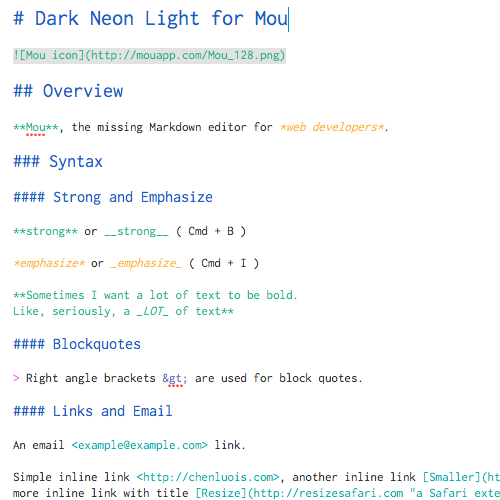 # Dark Neon Light for Mou
![Mou icon](http://mouapp.com/Mou_128.png)
## Overview
**Mou**, the missing Markdown editor for *web developers*.
### Syntax
#### Strong and Emphasize
**strong** or __strong__ ( Cmd + B )
*emphasize* or _emphasize_ ( Cmd + I )
**Sometimes I want a lot of text to be bold.
Like, seriously, a _LOT_ of text**
#### Blockquotes
> Right angle brackets &gt; are used for block quotes.
#### Links and Email
An email <example@example.com> link.
Simple inline link <http://chenluois.com>, another inline link [Smaller](ht
more inline link with title [Resize](http://resizesafari.com "a Safari exte